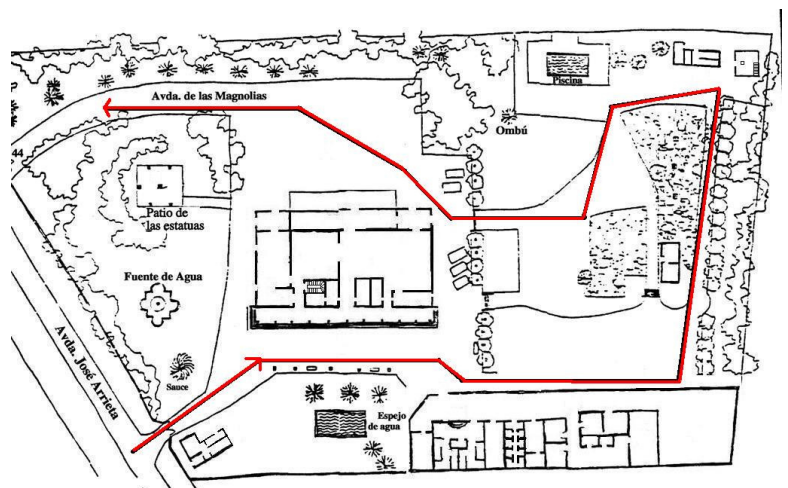 Piscina
Avda. de las Magnolias
Ombú
44
Patio de
las estatuas
Fuente de Agua
Avda. José Arrieta
Sauce
Espejo
de agua